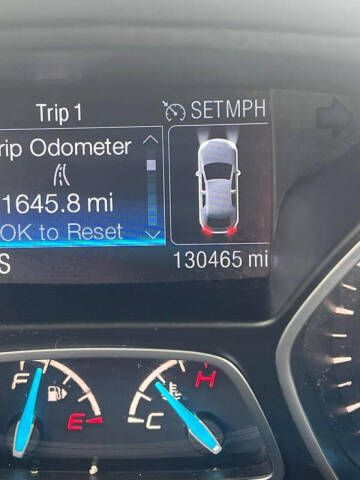 Trip 1
SETMPH
rip Odometer
1645.8 mi
OK to Reset
S
130465 mi
F
E
C
H